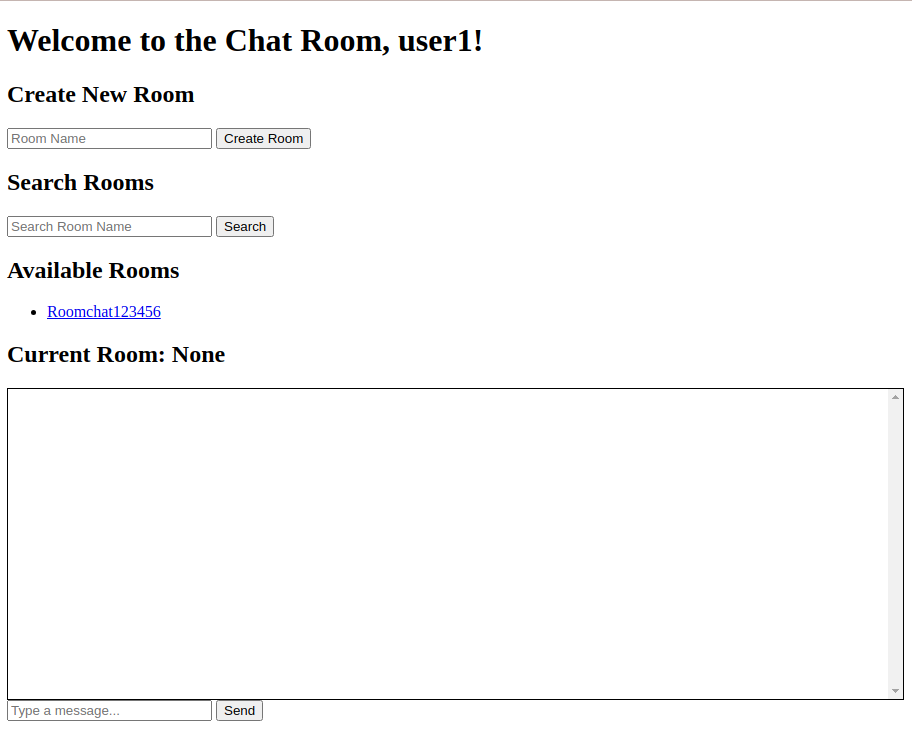 Welcome to the Chat Room, user1!
Create New Room
Room Name Create Room
Search Rooms
Search Room Name Search
Available Rooms
Roomchat123456
Current Room: None
Type a message... Send